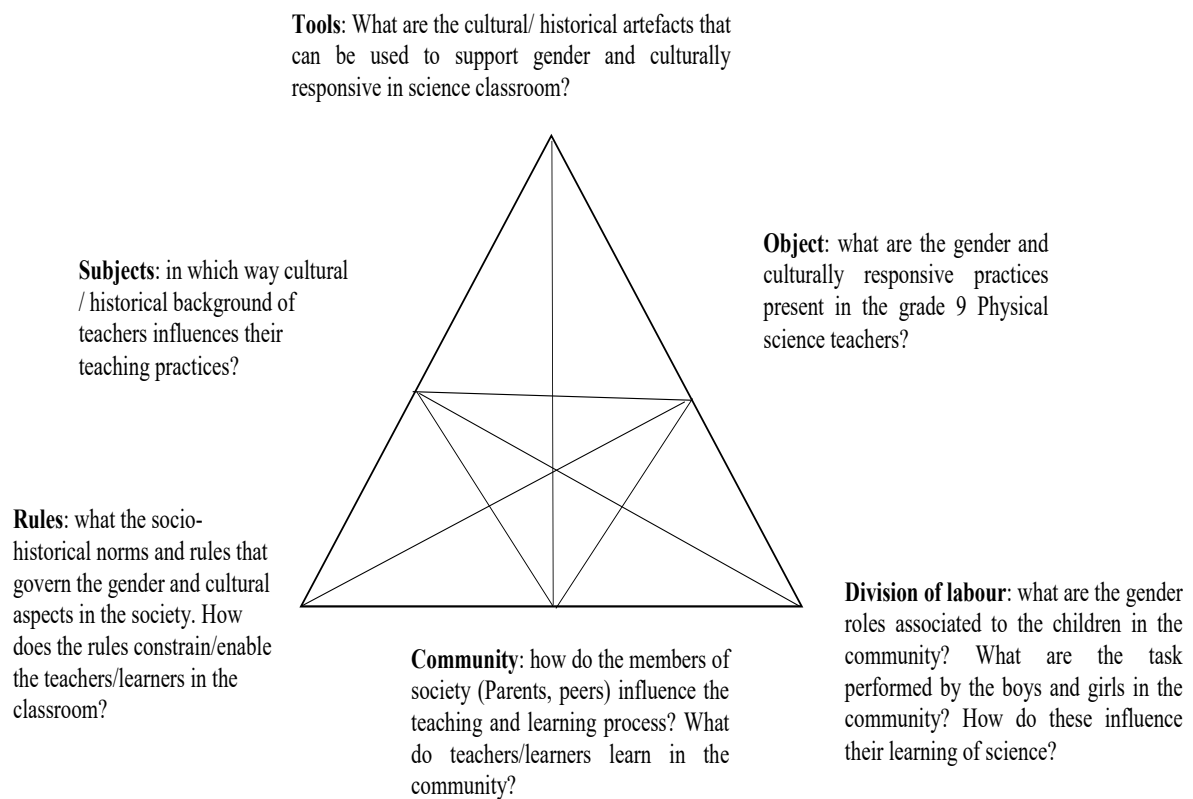 Tools: What are the cultural/ historical artefacts that
can be used to support gender and culturally
responsive in science classroom?
Subjects: in which way cultural
/ historical background of
teachers influences their
teaching practices?
Object: what are the gender and
culturally responsive practices
present in the grade 9 Physical
science teachers?
Rules: what the socio-
historical norms and rules that
govern the gender and cultural
aspects in the society. How
does the rules constrain/enable
the teachers/learners in the
classroom?
Community: how do the members of
society (Parents, peers) influence the
teaching and learning process? What
do teachers/learners learn in the
community?
Division of labour: what are the gender
roles associated to the children in the
community? What are the task
performed by the boys and girls in the
community? How do these influence
their learning of science?